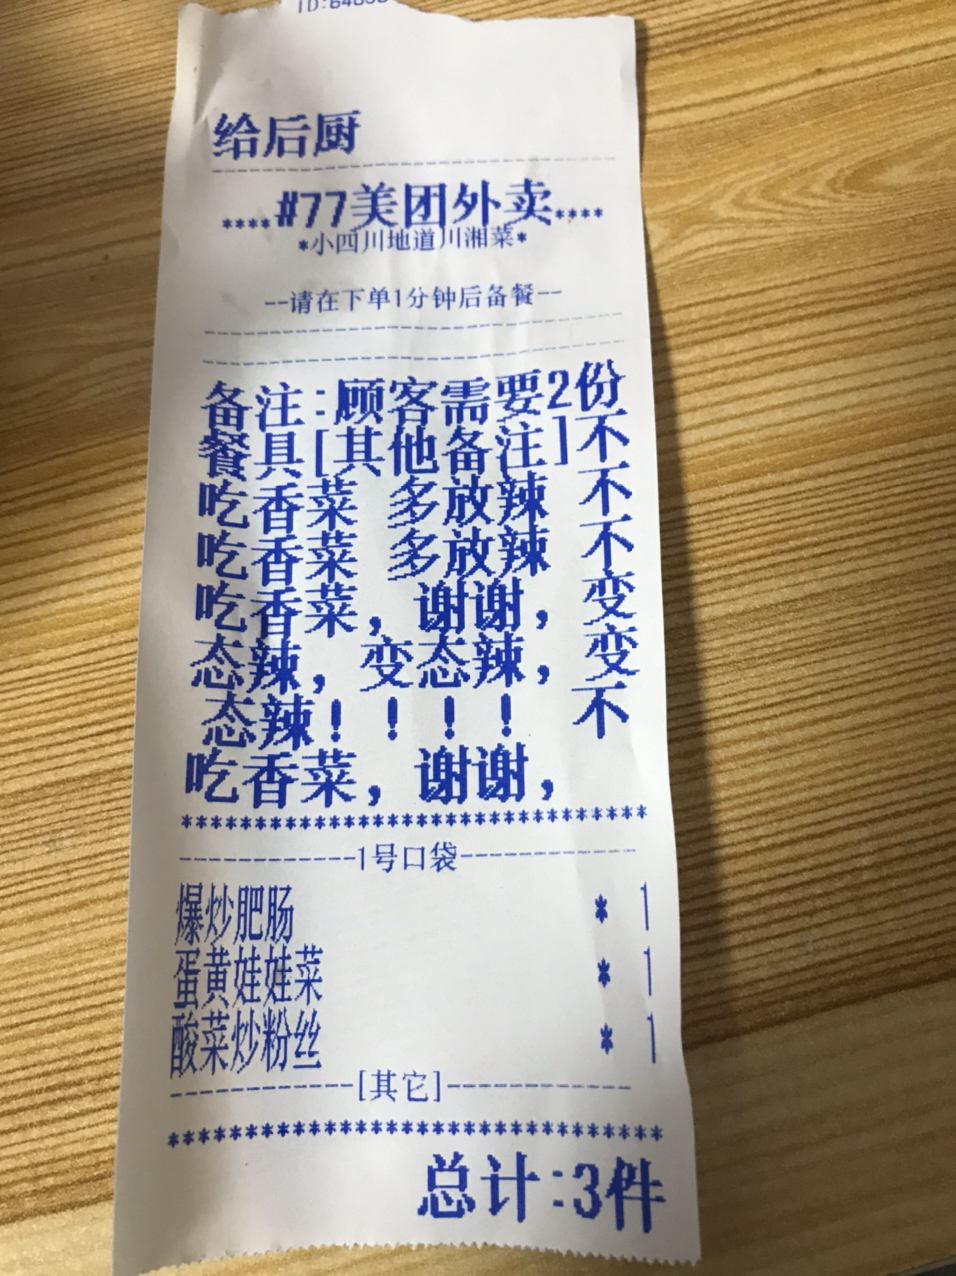 给后厨
****#77美团外卖****
*小四川地道川湘菜*
--请在下单1分钟后备餐--
备注:顾客需要2份
餐具[其他备注]不
吃香菜 多放辣 不
吃香菜 多放辣 不
吃香菜,谢谢,变
态辣,变态辣,变
态辣!!!! 不
吃香菜,谢谢,
********************************
------------1号口袋------------
爆炒肥肠 * 1
蛋黄娃娃菜 * 1
酸菜炒粉丝 * 1
------------[其它]------------
********************************
总计:3件